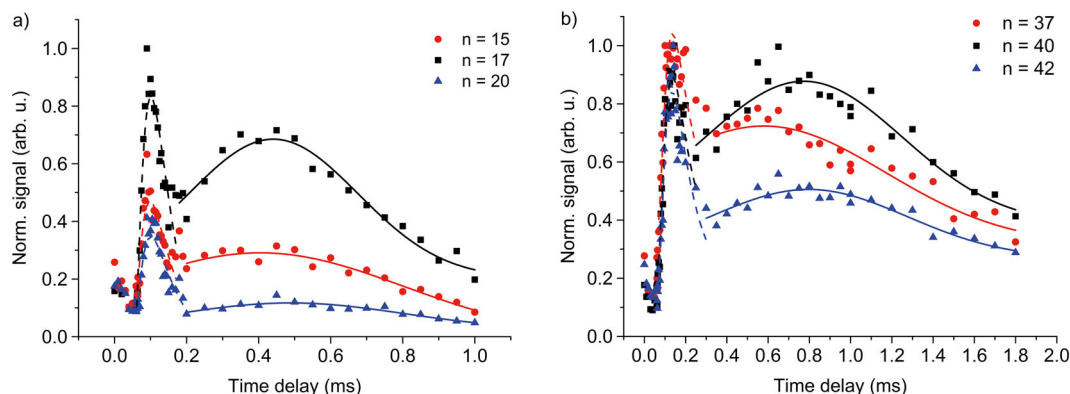 a)
n = 15
n = 17
n = 20
Norm. signal (arb. u.)
1.0
0.8
0.6
0.4
0.2
0.0
0.0 0.2 0.4 0.6 0.8 1.0
Time delay (ms)
b)
n = 37
n = 40
n = 42
Norm. signal (arb. u.)
1.0
0.8
0.6
0.4
0.2
0.0
0.0 0.2 0.4 0.6 0.8 1.0 1.2 1.4 1.6 1.8 2.0
Time delay (ms)